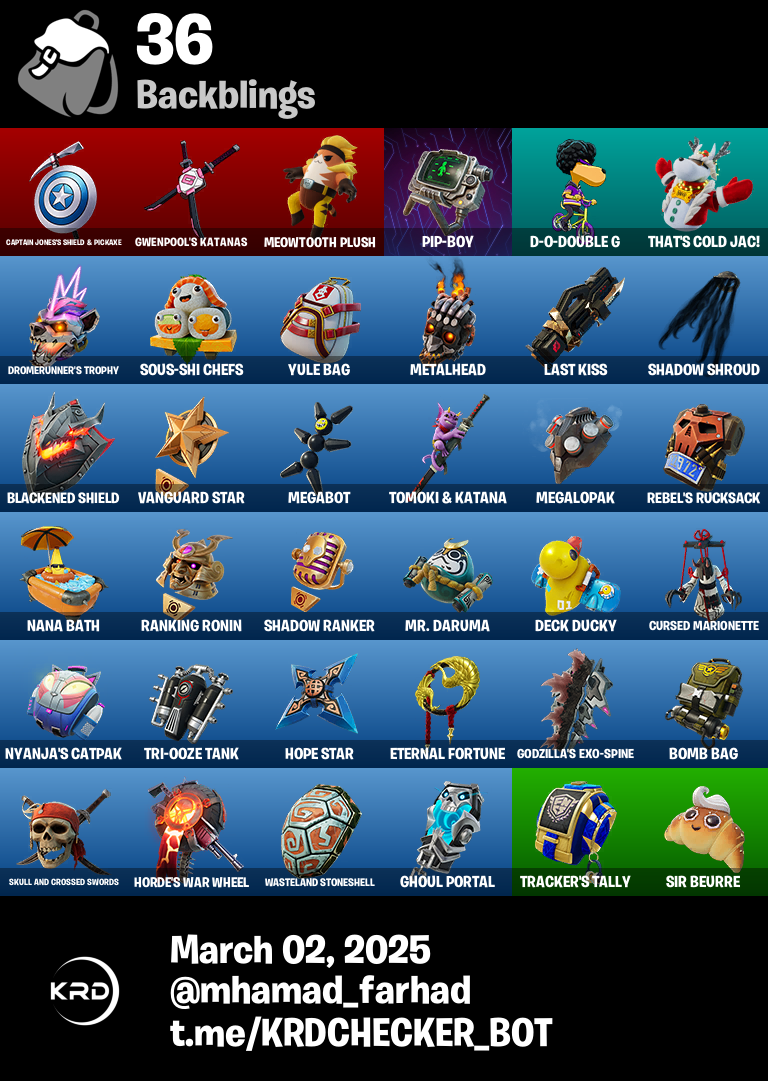 36
Backblings
CAPTAIN JONES'S SHIELD & PICKAXE
GWENPOOL'S KATANAS
MEOWTOOTH PLUSH
PIP-BOY
D-O-DOUBLE G
THAT'S COLD JAC!
DROMERUNNER'S TROPHY
SOUS-SHI CHEFS
YULE BAG
METALHEAD
LAST KISS
SHADOW SHROUD
BLACKENED SHIELD
VANGUARD STAR
MEGABOT
TOMOKI & KATANA
MEGALOPAK
REBEL'S RUCKSACK
NANA BATH
RANKING RONIN
SHADOW RANKER
MR. DARUMA
01
DECK DUCKY
CURSED MARIONETTE
NYANJA'S CATPAK
TRI-OOZE TANK
HOPE STAR
ETERNAL FORTUNE
GODZILLA'S EXO-SPINE
BOMB BAG
SKULL AND CROSSED SWORDS
HORDE'S WAR WHEEL
WASTELAND STONESHELL
GHOUL PORTAL
TRACKER'S TALLY
SIR BEURRE
KRD
March 02, 2025
@mhamad_farhad
t.me/KRDCHECKER_BOT